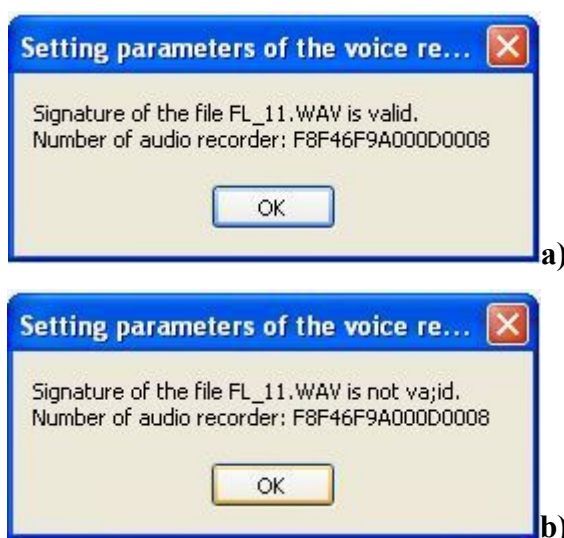 Setting parameters of the voice re...
Signature of the file FL_11.WAV is valid.
Number of audio recorder: F8F46F9A000D0008
OK
a)
Setting parameters of the voice re...
Signature of the file FL_11.WAV is not va;id.
Number of audio recorder: F8F46F9A000D0008
OK
b)